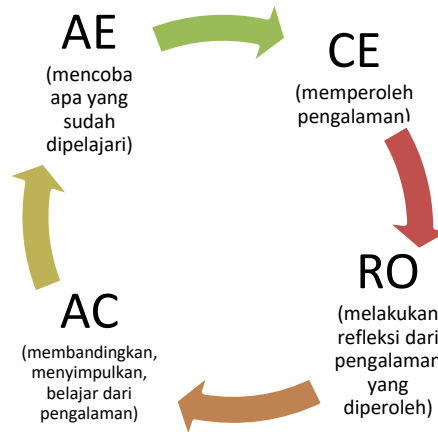 AE
(mencoba
apa yang
sudah
dipelajari)
CE
(memperoleh
pengalaman)
RO
(melakukan
refleksi dari
pengalaman
yang
diperoleh)
AC
(membandingkan,
menyimpulkan,
belajar dari
pengalaman)